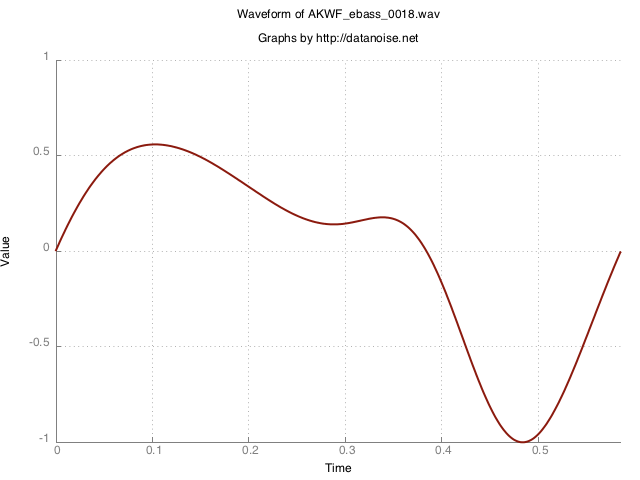 Waveform of AKWF_ebass_0018.wav
Graphs by http://datanoise.net
1
0.5
0
-0.5
-1
Value
0 0.1 0.2 0.3 0.4 0.5
Time